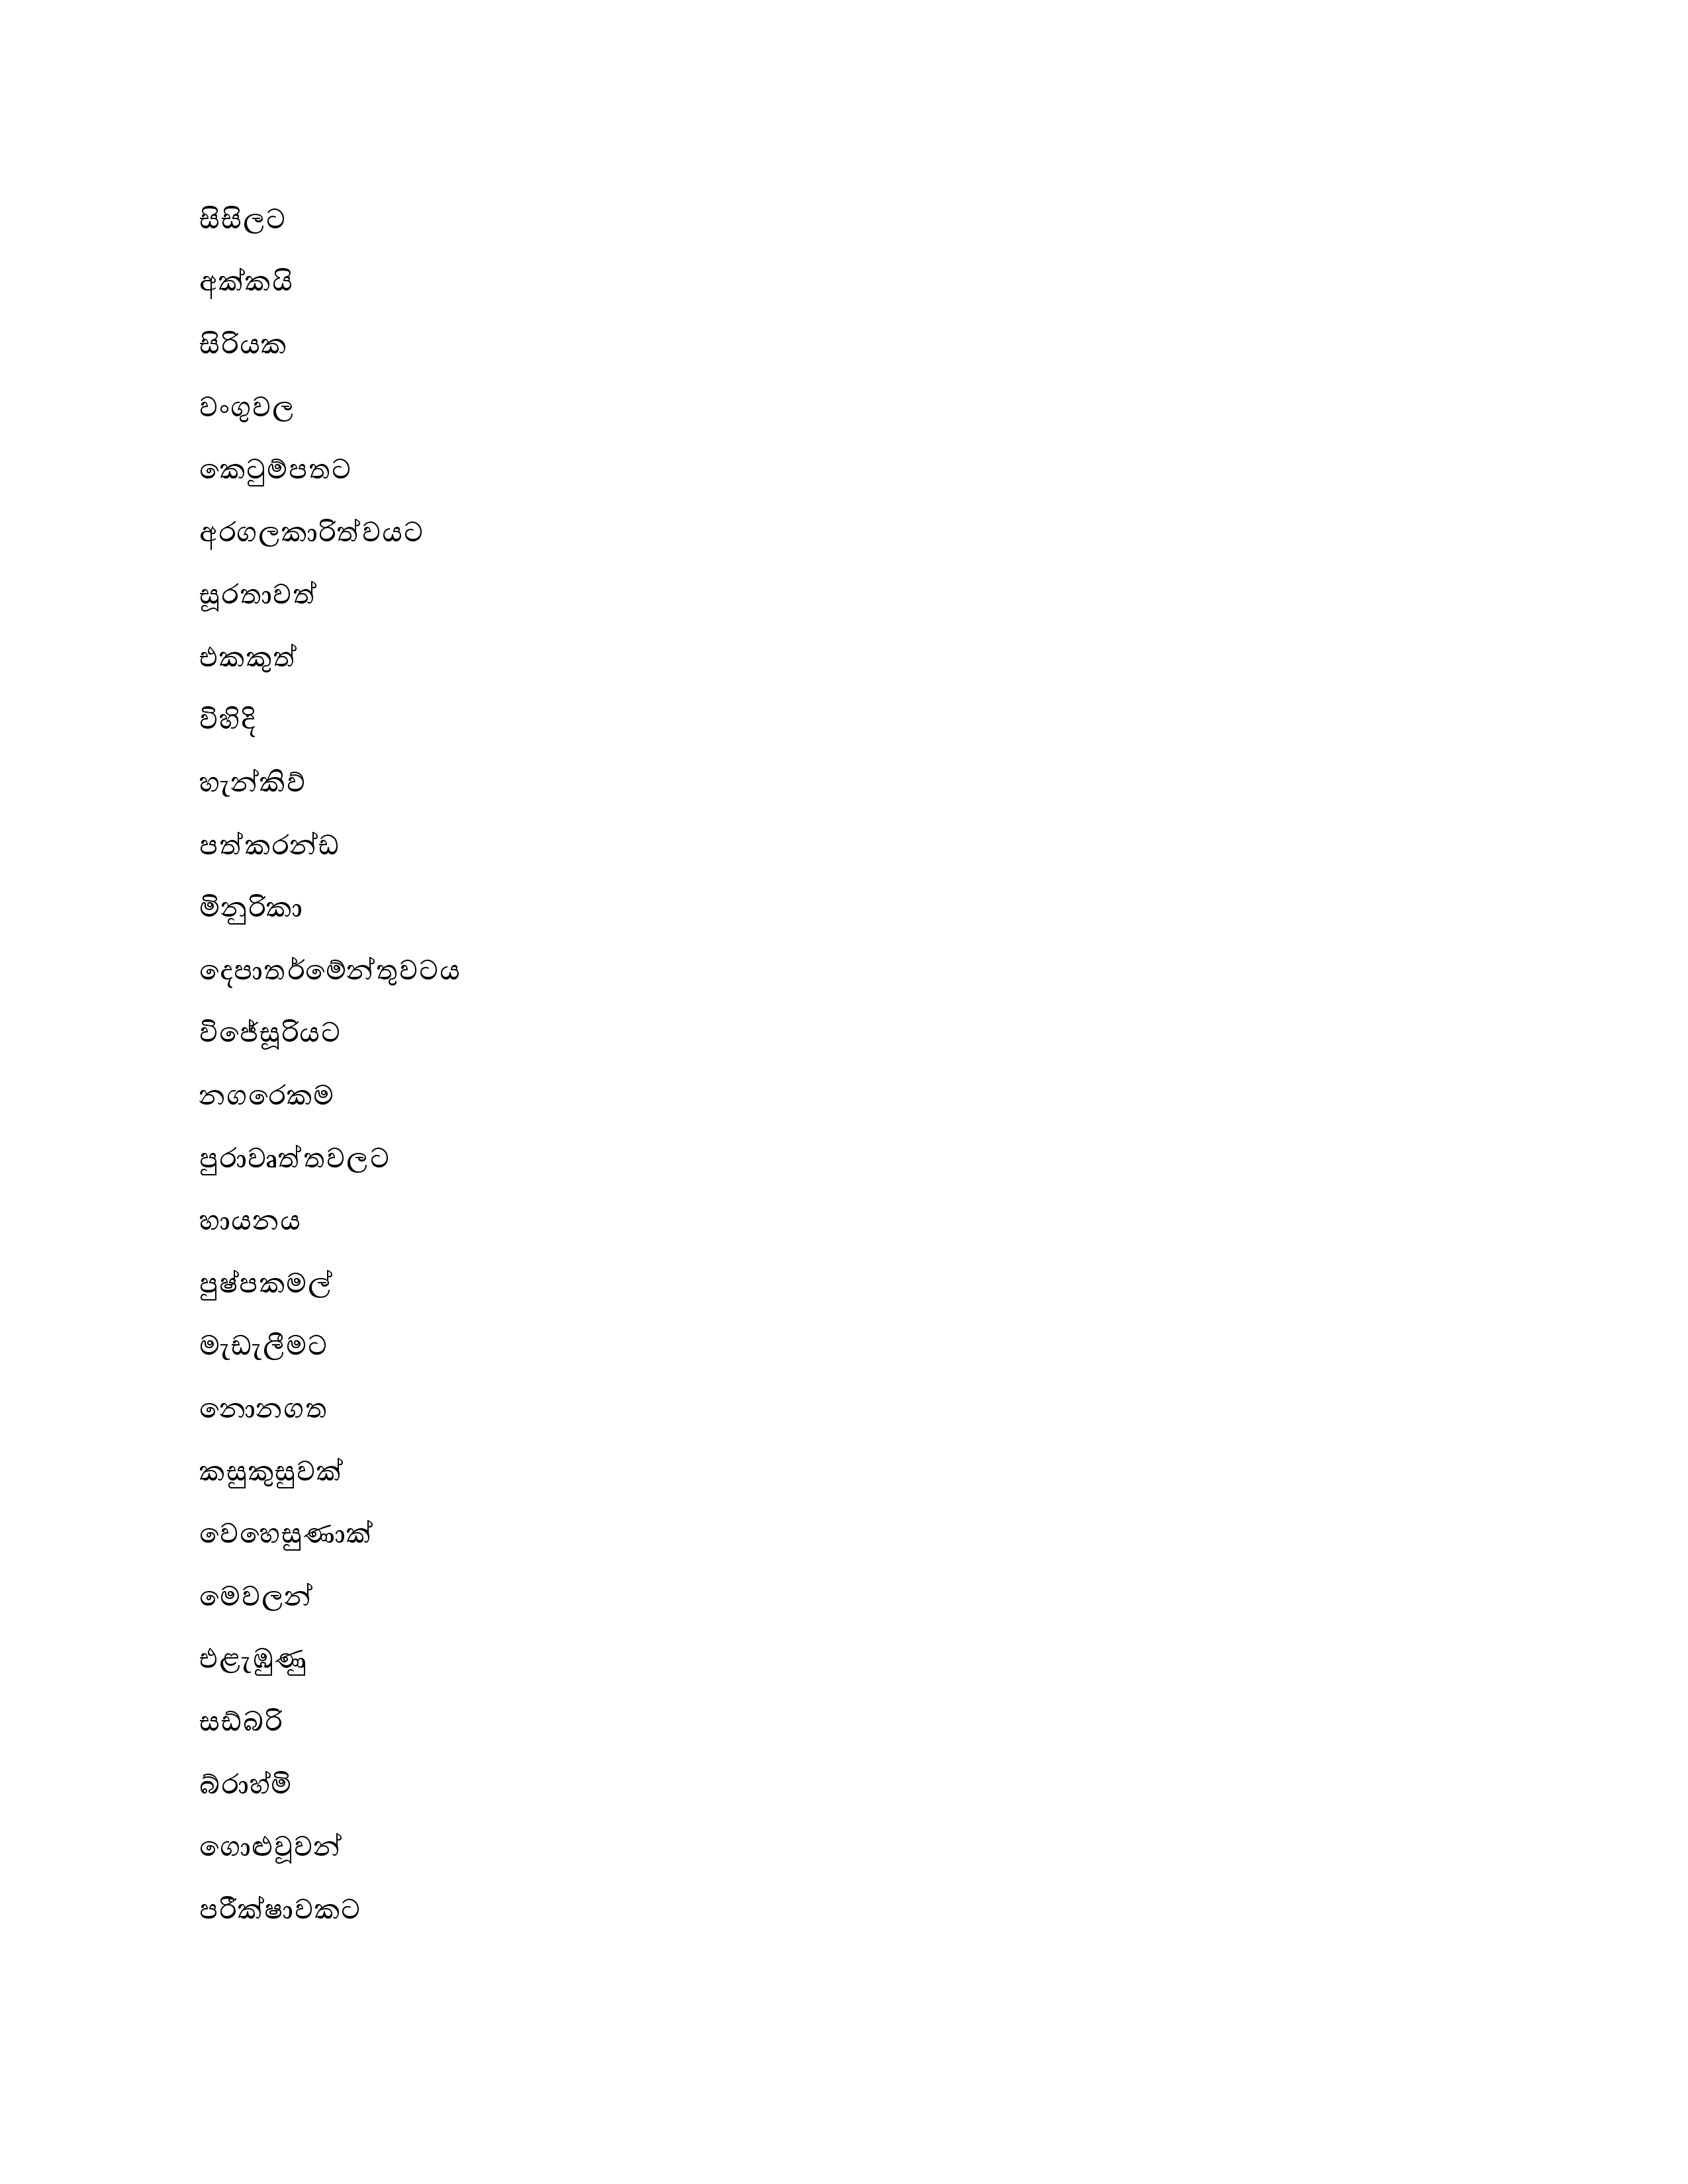 සිසිලට
අක්කයි
සිරියක
වංගුවල
කෙටුම්පතට
අරගලකාරිත්වයට
සූරතාවත්
එකකුත්
විහිදි
හැන්කිව්
පත්කරන්ඩ
මිනුරිකා
දෙපාතර්මේන්තුවටය
විජේසූරියට
නගරෙකම
පුරාවෘත්තවලට
හායනය
පුෂ්පකමල්
මැඩැලීමට
නොනගත
කසුකුසුවක්
වෙහෙසුණාක්
මෙවලන්
එළැඹුණු
සඩ්බරි
බ්රාහ්මි
ගොළුවූවන්
පරීක්ෂාවකට